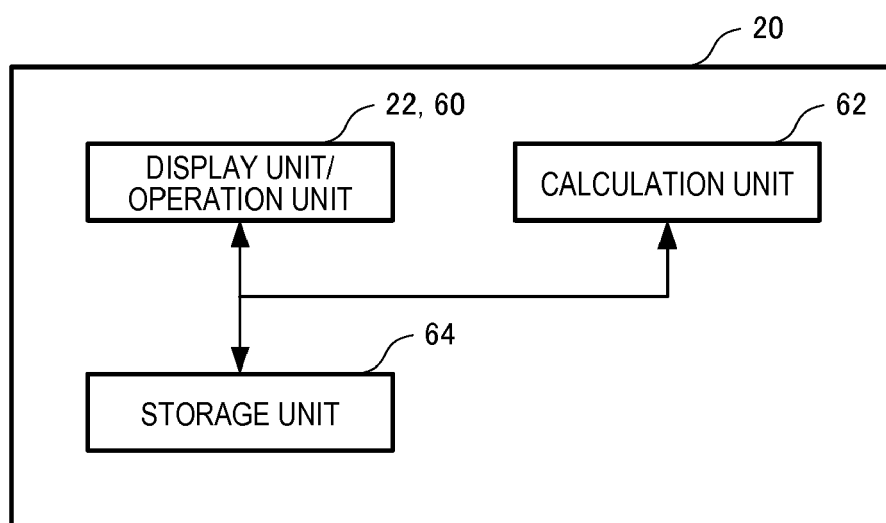 20
22, 60
62
DISPLAY UNIT/
OPERATION UNIT
CALCULATION UNIT
64
STORAGE UNIT